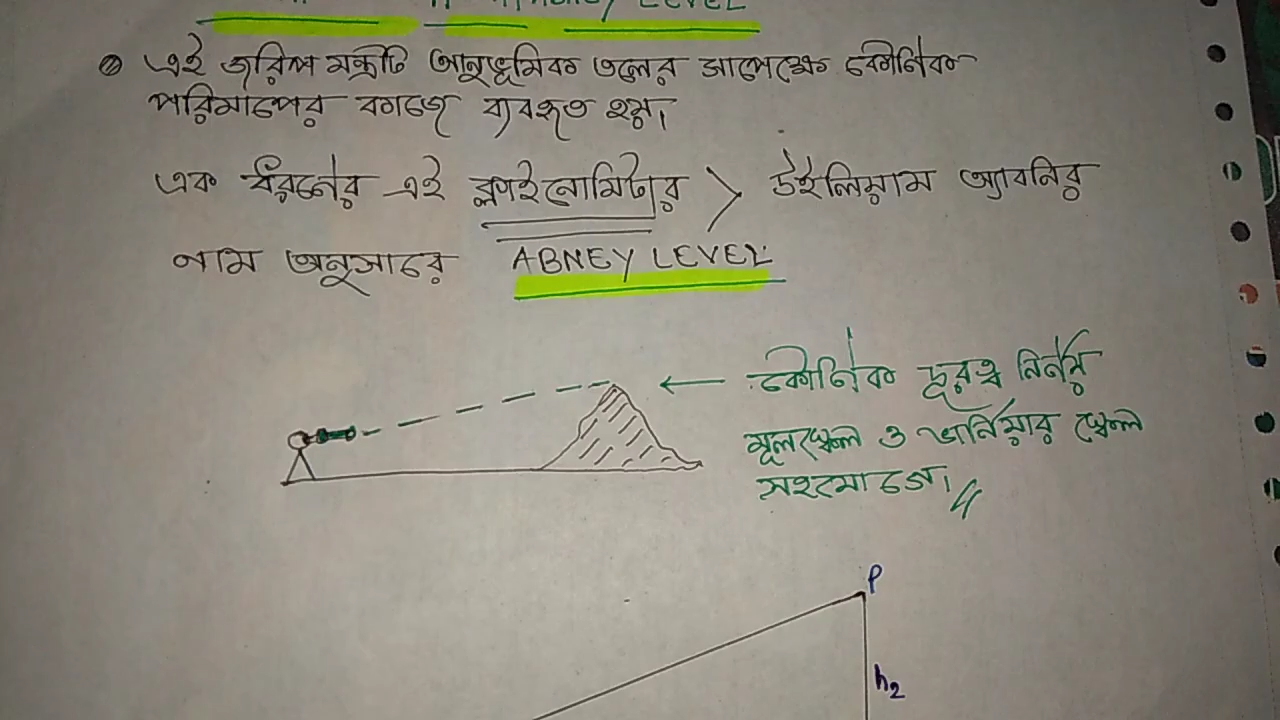 LEVEL
এই জরিপ যন্ত্রটি আনুভূমিক তলের সাপেক্ষে কৌণিক
পরিমাপের কাজে ব্যবহৃত হয়।
এক ধরনের এই ক্লাইনোমিটার > উইলিয়াম অ্যাবনির
নাম অনুসারে ABNEY LEVEL
← কৌণিক দূরত্ব নির্ণয়
মূলস্কেল ও ভার্নিয়ার স্কেল
সহযোগে।
P
h₂